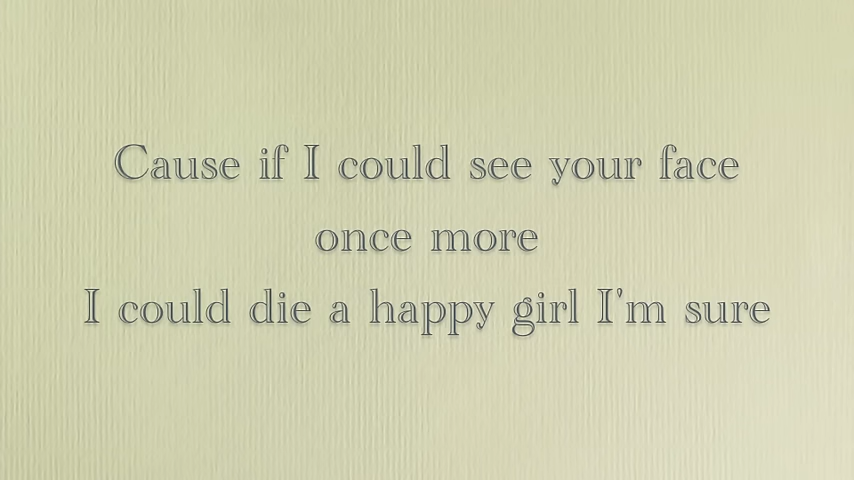 Cause if I could see your face
once more
I could die a happy girl I'm sure